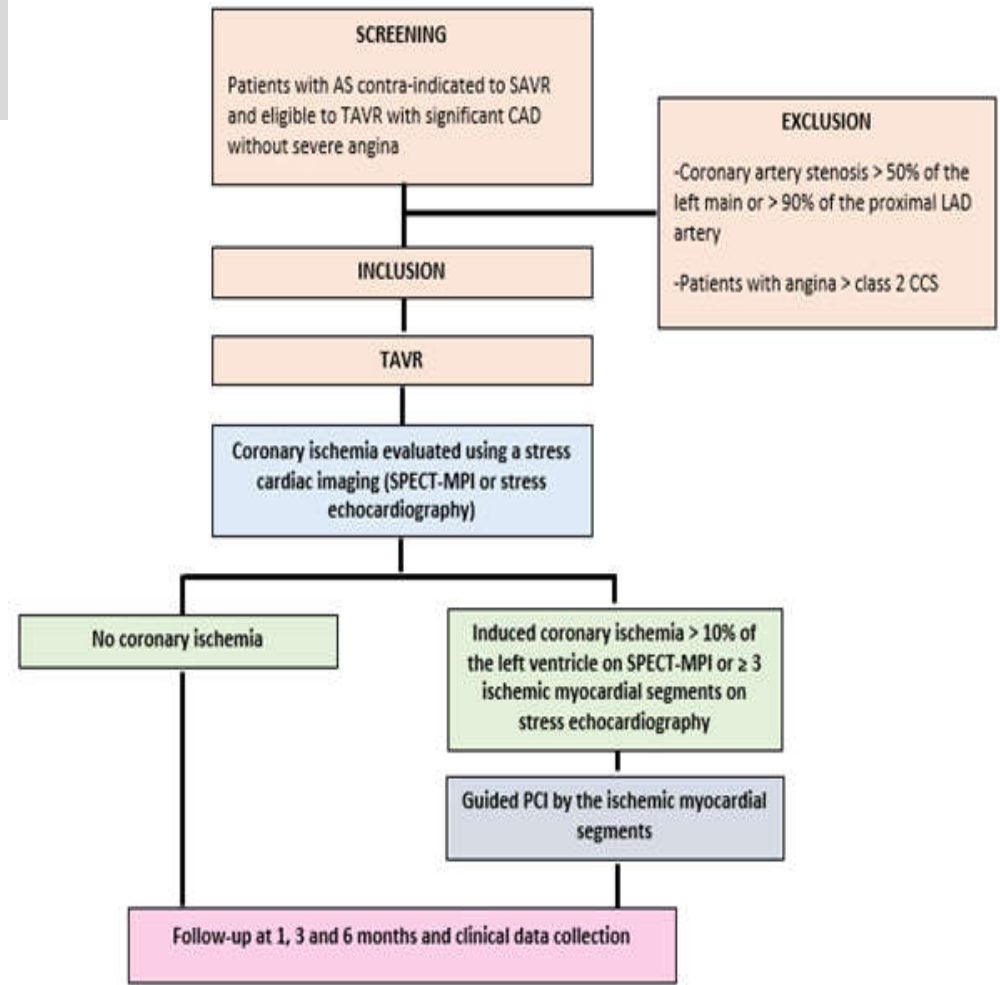 SCREENING
Patients with AS contra-indicated to SAVR
and eligible to TAVR with significant CAD
without severe angina
EXCLUSION
-Coronary artery stenosis > 50% of the
left main or > 90% of the proximal LAD
artery
-Patients with angina > class 2 CCS
INCLUSION
TAVR
Coronary ischemia evaluated using a stress
cardiac imaging (SPECT-MPI or stress
echocardiography)
No coronary ischemia
Induced coronary ischemia > 10% of
the left ventricle on SPECT-MPI or ≥ 3
ischemic myocardial segments on
stress echocardiography
Guided PCI by the ischemic myocardial
segments
Follow-up at 1, 3 and 6 months and clinical data collection